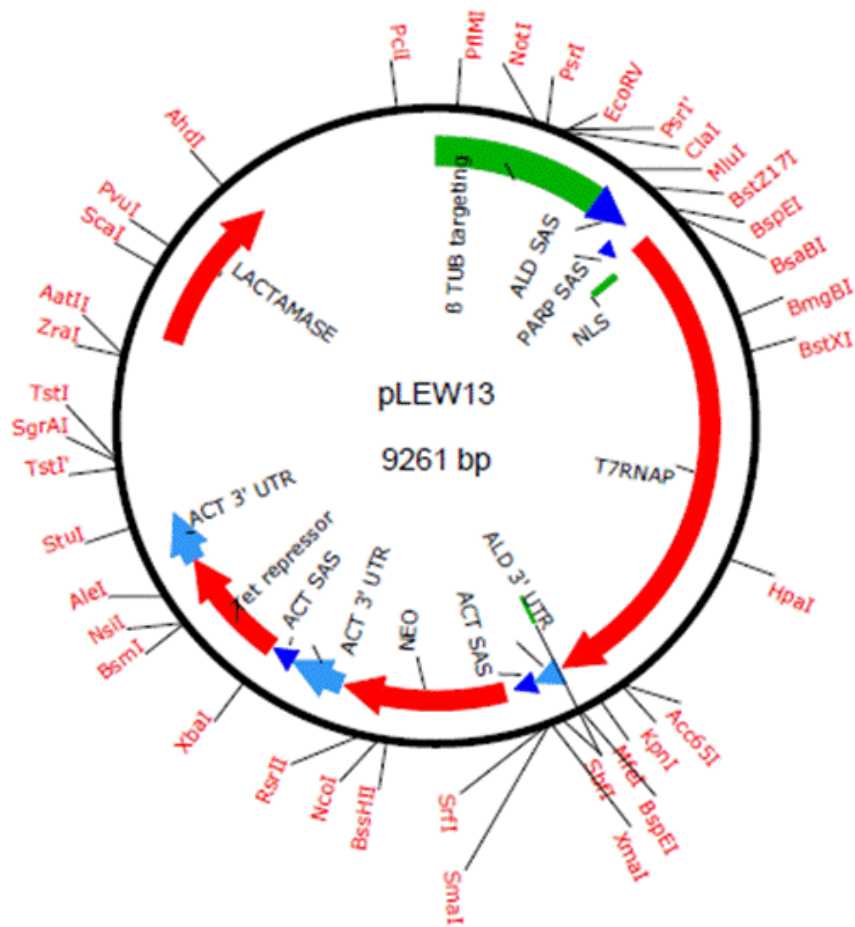 PclI
PflMI
NotI
PsrI
EcoRV
PsrI'
ClaI
MluI
BstZ17I
BspEI
BsaBI
BmgBI
BstXI
HpaI
Acc65I
KpnI
MfeI
BspEI
SbfI
XmaI
SmaI
SrfI
BssHII
NcoI
RsrII
XbaI
BsmI
NsiI
AleI
StuI
TstI'
SgrAI
TstI
ZraI
AatII
ScaI
PvuI
AhdI
ß TUB targeting
ALD SAS
PARP SAS
NLS
LACTAMASE
pLEW13
9261 bp
T7RNAP
ALD 3' UTR
ACT SAS
NEO
ACT 3' UTR
ACT SAS
Tet repressor
ACT 3' UTR